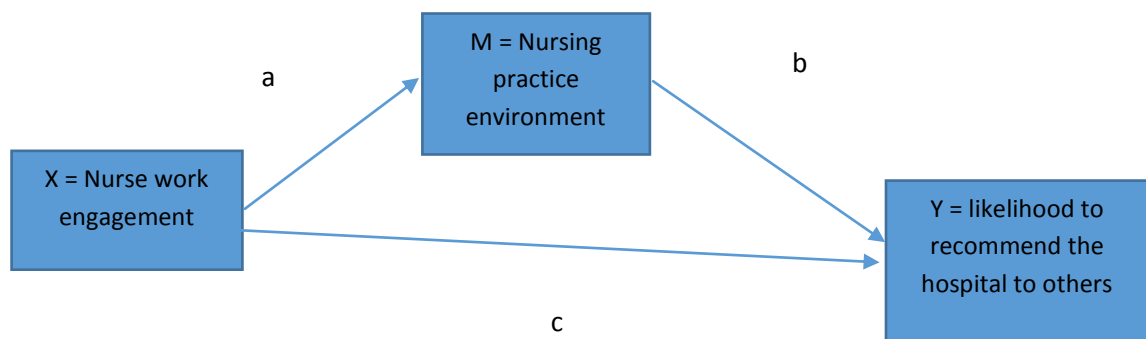 M = Nursing
practice
environment
a
b
X = Nurse work
engagement
Y = likelihood to
recommend the
hospital to others
c